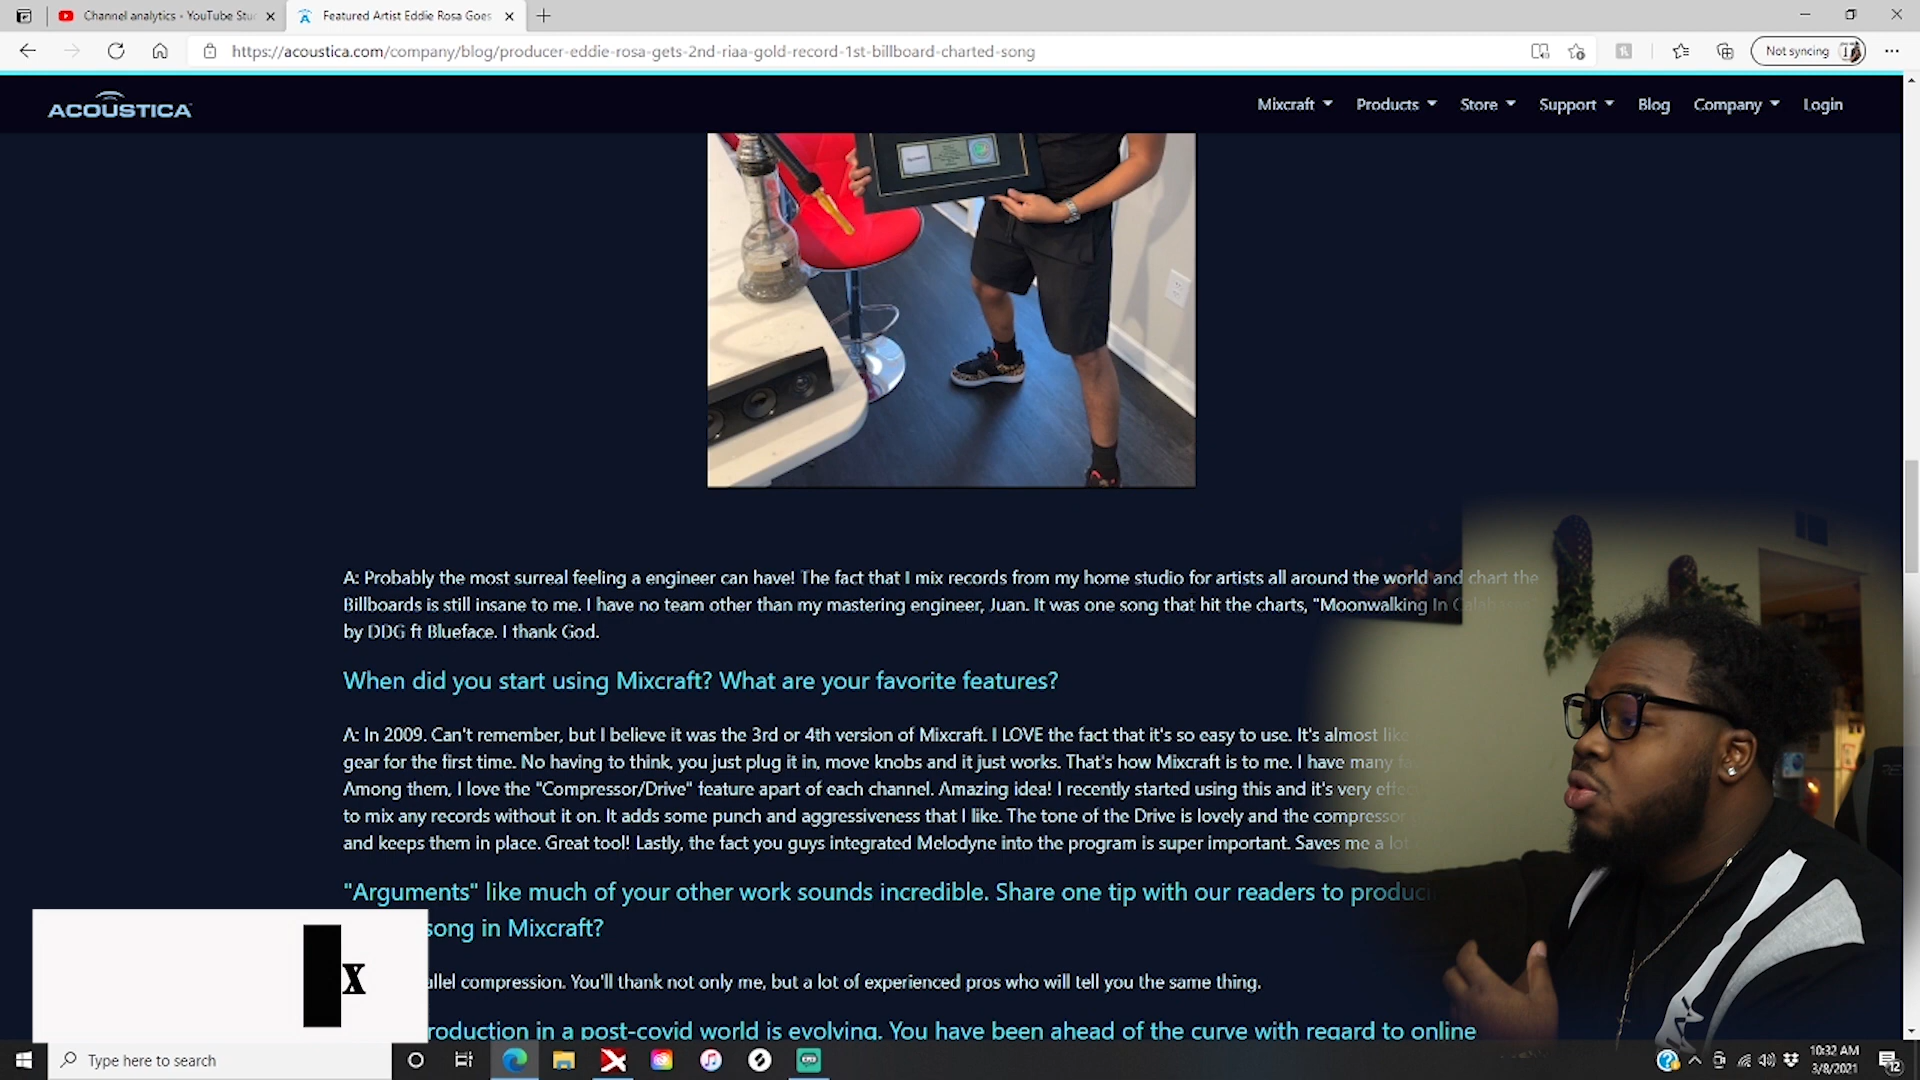 Channel analytics - YouTube Stu
Featured Artist Eddie Rosa Goes
https://acoustica.com/company/blog/producer-eddie-rosa-gets-2nd-riaa-gold-record-1st-billboard-charted-song
Not syncing
ACOUSTICA
Mixcraft
Products
Store
Support
Blog
Company
Login
A: Probably the most surreal feeling a engineer can have! The fact that I mix records from my home studio for artists all around the world and chart the
Billboards is still insane to me. I have no team other than my mastering engineer, Juan. It was one song that hit the charts, "Moonwalking In
by DDG ft Blueface. I thank God.
When did you start using Mixcraft? What are your favorite features?
A: In 2009. Can't remember, but I believe it was the 3rd or 4th version of Mixcraft. I LOVE the fact that it's so easy to use. It's almost like
gear for the first time. No having to think, you just plug it in, move knobs and it just works. That's how Mixcraft is to me. I have many
Among them, I love the "Compressor/Drive" feature apart of each channel. Amazing idea! I recently started using this and it's very
to mix any records without it on. It adds some punch and aggressiveness that I like. The tone of the Drive is lovely and the compressor
and keeps them in place. Great tool! Lastly, the fact you guys integrated Melodyne into the program is super important. Saves me a lot
"Arguments" like much of your other work sounds incredible. Share one tip with our readers to produci
song in Mixcraft?
allel compression. You'll thank not only me, but a lot of experienced pros who will tell you the same thing.
roduction in a post-covid world is evolving. You have been ahead of the curve with regard to online
x
Type here to search
10:32 AM
3/8/2021
12